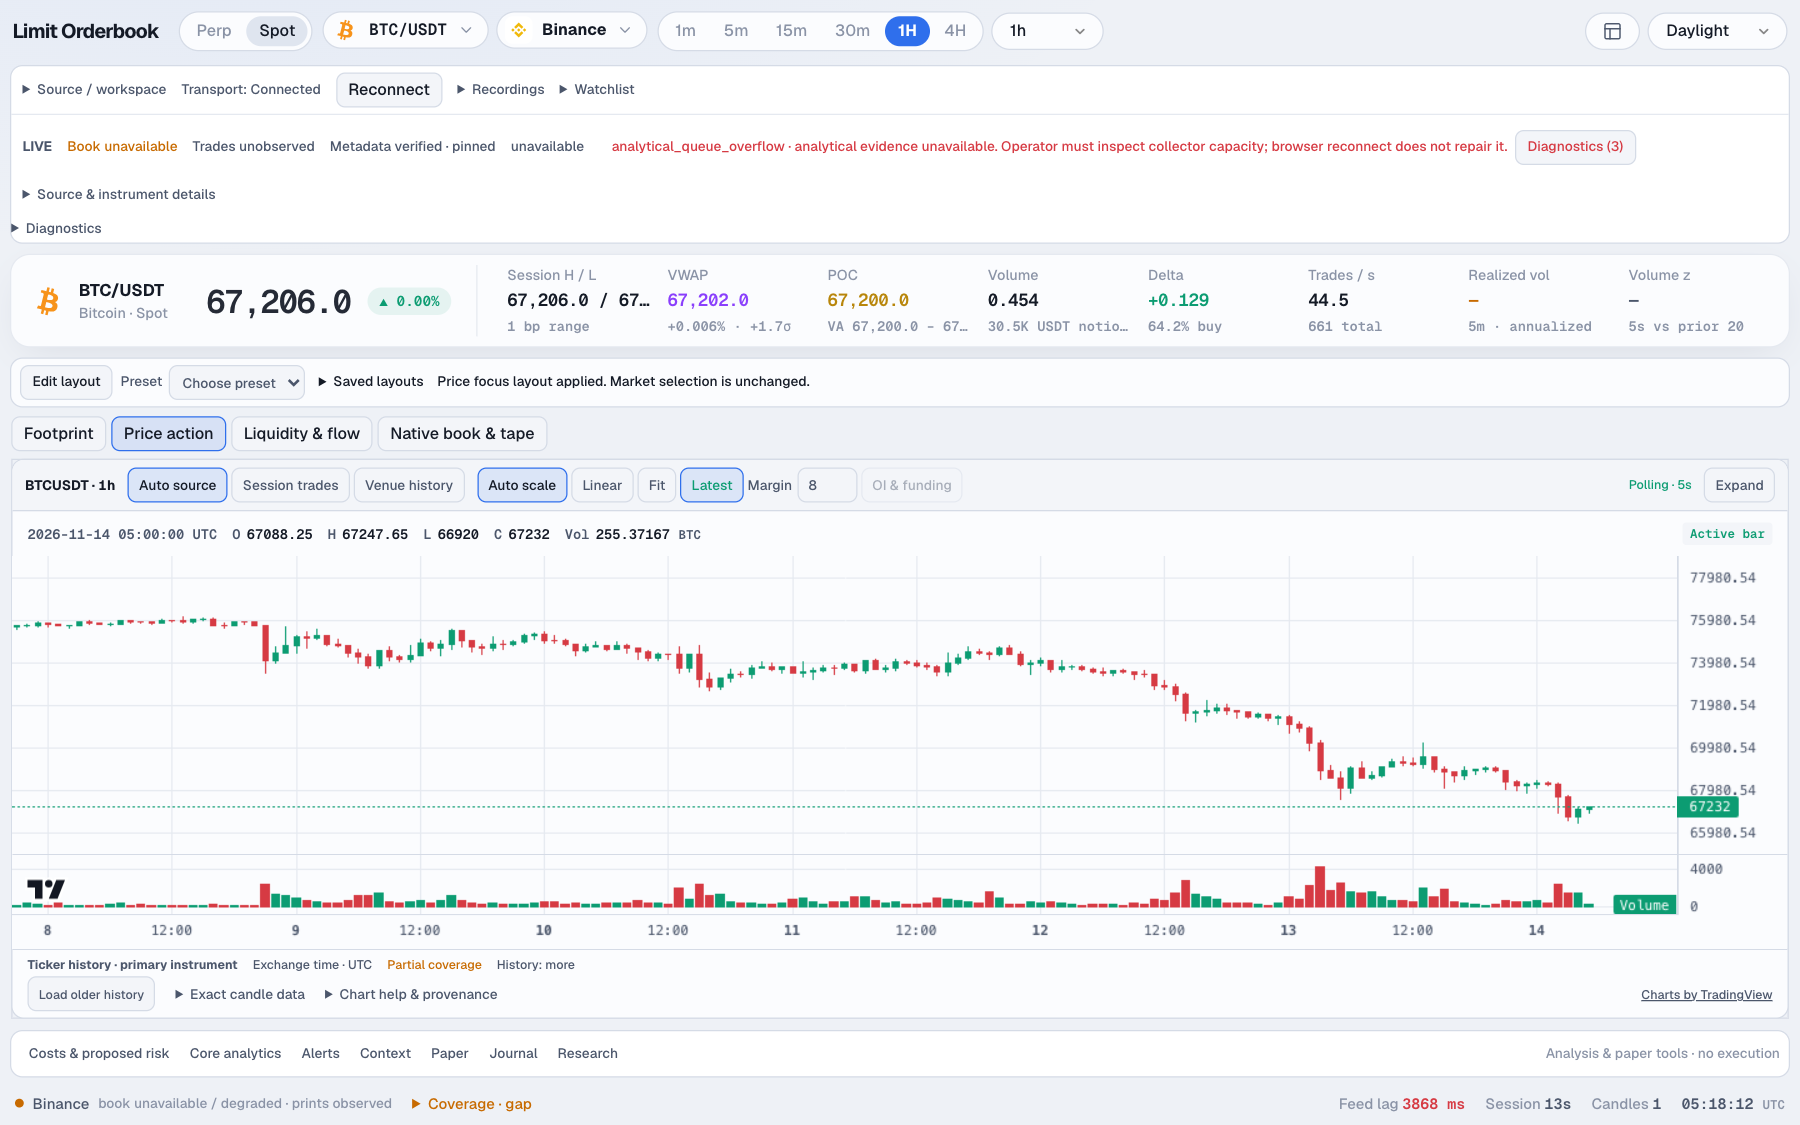 Limit Orderbook Perp Spot BTC/USDT Binance 1m 5m 15m 30m 1H 4H 1h Daylight
Source / workspace Transport: Connected Reconnect Recordings Watchlist
LIVE Book unavailable Trades unobserved Metadata verified · pinned unavailable analytical_queue_overflow · analytical evidence unavailable. Operator must inspect collector capacity; browser reconnect does not repair it. Diagnostics (3)
Source & instrument details
Diagnostics
BTC/USDT
Bitcoin · Spot
67,206.0 ▲ 0.00%
Session H / L VWAP POC Volume Delta Trades / s Realized vol Volume z
67,206.0 / 67… 67,202.0 67,200.0 0.454 +0.129 44.5 – –
1 bp range +0.006% · +1.7σ VA 67,200.0 – 67… 30.5K USDT notio… 64.2% buy 661 total 5m · annualized 5s vs prior 20
Edit layout Preset Choose preset Saved layouts Price focus layout applied. Market selection is unchanged.
Footprint Price action Liquidity & flow Native book & tape
BTCUSDT · 1h Auto source Session trades Venue history Auto scale Linear Fit Latest Margin 8 OI & funding Polling · 5s Expand
2026-11-14 05:00:00 UTC O 67088.25 H 67247.65 L 66920 C 67232 Vol 255.37167 BTC Active bar
77980.54
75980.54
73980.54
71980.54
69980.54
67980.54
67232
65980.54
4000
Volume 0
8 12:00 9 12:00 10 12:00 11 12:00 12 12:00 13 12:00 14
Ticker history · primary instrument Exchange time · UTC Partial coverage History: more
Load older history Exact candle data Chart help & provenance Charts by TradingView
Costs & proposed risk Core analytics Alerts Context Paper Journal Research Analysis & paper tools · no execution
Binance book unavailable / degraded · prints observed Coverage · gap Feed lag 3868 ms Session 13s Candles 1 05:18:12 UTC